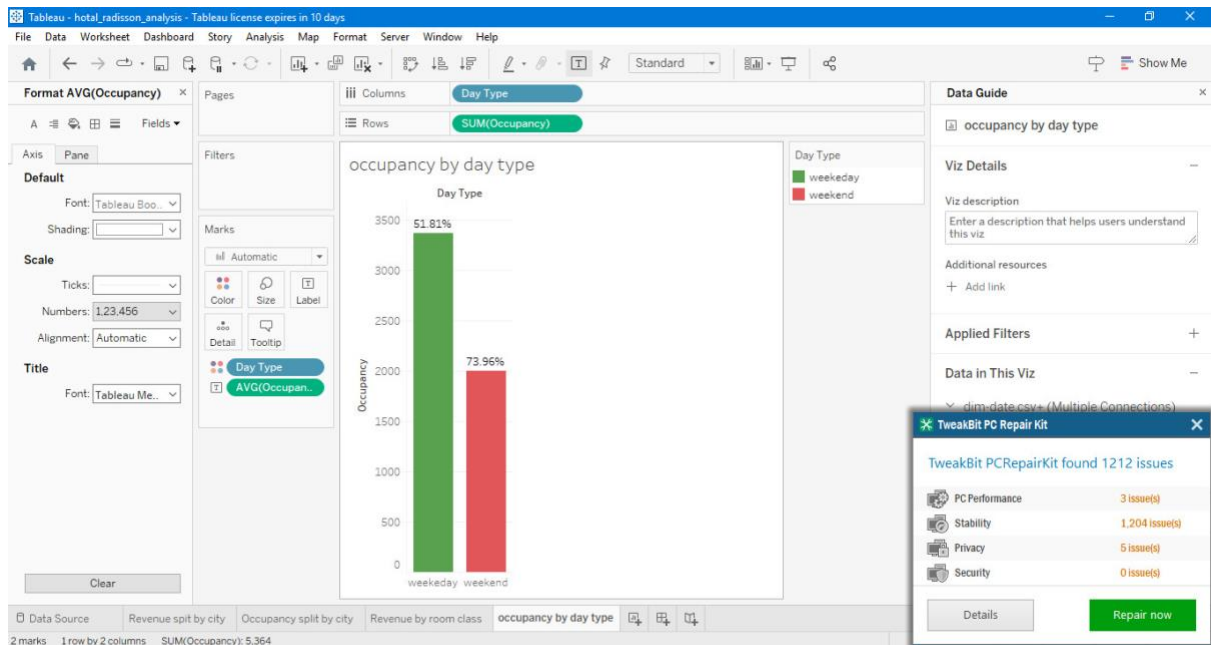 Tableau - hotal_radisson_analysis - Tableau license expires in 10 days
File Data Worksheet Dashboard Story Analysis Map Format Server Window Help
Standard
Show Me
Format AVG(Occupancy)
Fields
Axis Pane
Default
Font: Tableau Boo..
Shading:
Scale
Ticks:
Numbers: 1,23,456
Alignment: Automatic
Title
Font: Tableau Me..
Clear
Pages
Filters
Marks
Automatic
Color Size Label
Detail Tooltip
Day Type
AVG(Occupan..
Columns Day Type
Rows SUM(Occupancy)
occupancy by day type
Day Type
3500
3000
2500
2000
1500
1000
500
0
Occupancy
51.81%
73.96%
weekeday weekend
Day Type
weekeday
weekend
Data Guide
occupancy by day type
Viz Details
Viz description
Enter a description that helps users understand
this viz
Additional resources
+ Add link
Applied Filters
Data in This Viz
dim-date.csv+ (Multiple Connections)
TweakBit PC Repair Kit
TweakBit PCRepairKit found 1212 issues
PC Performance 3 issue(s)
Stability 1,204 issue(s)
Privacy 5 issue(s)
Security 0 issue(s)
Details Repair now
Data Source Revenue spit by city Occupancy split by city Revenue by room class occupancy by day type
2 marks 1 row by 2 columns SUM(Occupancy): 5,364